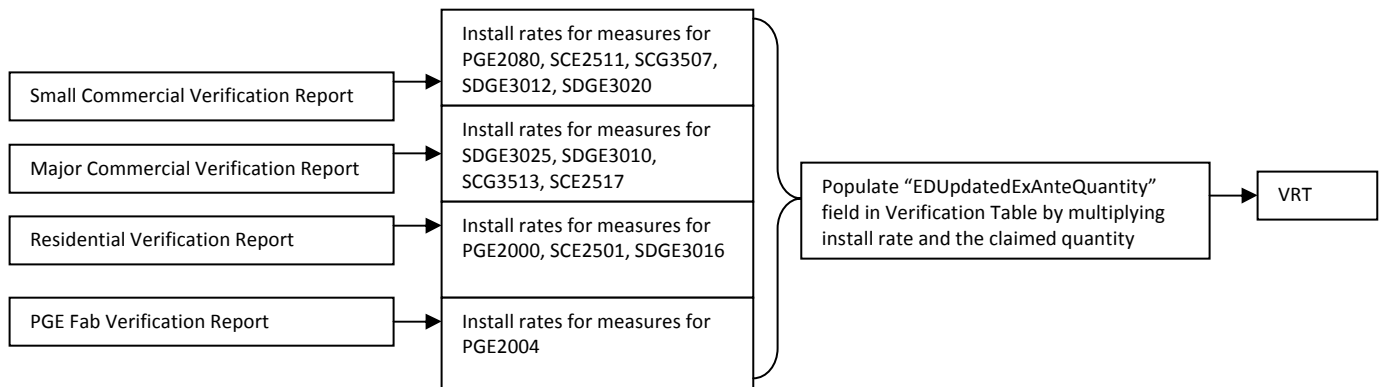 Small Commercial Verification Report
Major Commercial Verification Report
Residential Verification Report
PGE Fab Verification Report
Install rates for measures for
PGE2080, SCE2511, SCG3507,
SDGE3012, SDGE3020
Install rates for measures for
SDGE3025, SDGE3010,
SCG3513, SCE2517
Install rates for measures for
PGE2000, SCE2501, SDGE3016
Install rates for measures for
PGE2004
Populate “EDUpdatedExAnteQuantity”
field in Verification Table by multiplying
install rate and the claimed quantity
VRT